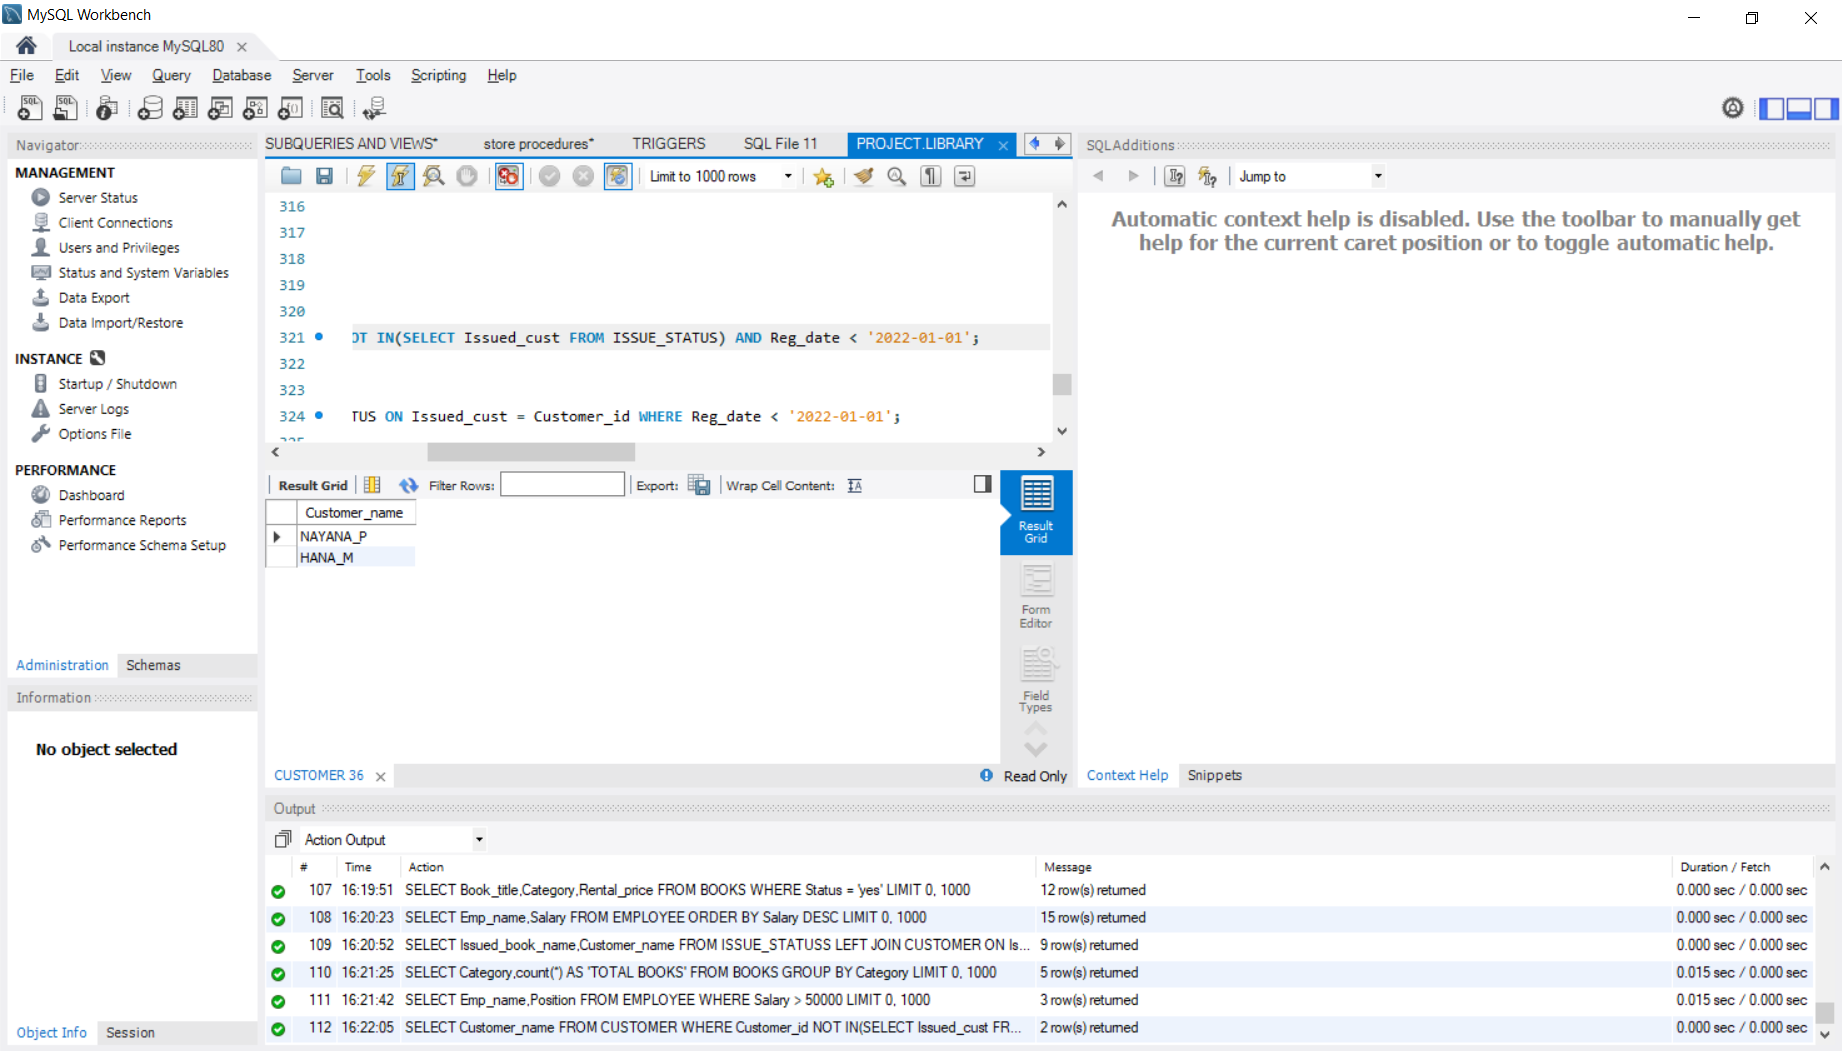 MySQL Workbench
Local instance MySQL80
File Edit View Query Database Server Tools Scripting Help
Navigator
MANAGEMENT
Server Status
Client Connections
Users and Privileges
Status and System Variables
Data Export
Data Import/Restore
INSTANCE
Startup / Shutdown
Server Logs
Options File
PERFORMANCE
Dashboard
Performance Reports
Performance Schema Setup
Administration Schemas
Information
No object selected
Object Info Session
SUBQUERIES AND VIEWS* store procedures* TRIGGERS SQL File 11 PROJECT.LIBRARY
Limit to 1000 rows
316
317
318
319
320
321 OT IN(SELECT Issued_cust FROM ISSUE_STATUS) AND Reg_date < '2022-01-01';
322
323
324 TUS ON Issued_cust = Customer_id WHERE Reg_date < '2022-01-01';
325
Result Grid Filter Rows: Export: Wrap Cell Content:
Customer_name
NAYANA_P
HANA_M
Result Grid
Form Editor
Field Types
CUSTOMER 36 Read Only
SQLAdditions
Jump to
Automatic context help is disabled. Use the toolbar to manually get
help for the current caret position or to toggle automatic help.
Context Help Snippets
Output
Action Output
# Time Action Message Duration / Fetch
107 16:19:51 SELECT Book_title,Category,Rental_price FROM BOOKS WHERE Status = 'yes' LIMIT 0, 1000 12 row(s) returned 0.000 sec / 0.000 sec
108 16:20:23 SELECT Emp_name,Salary FROM EMPLOYEE ORDER BY Salary DESC LIMIT 0, 1000 15 row(s) returned 0.000 sec / 0.000 sec
109 16:20:52 SELECT Issued_book_name,Customer_name FROM ISSUE_STATUSS LEFT JOIN CUSTOMER ON Is... 9 row(s) returned 0.000 sec / 0.000 sec
110 16:21:25 SELECT Category,count(*) AS 'TOTAL BOOKS' FROM BOOKS GROUP BY Category LIMIT 0, 1000 5 row(s) returned 0.015 sec / 0.000 sec
111 16:21:42 SELECT Emp_name,Position FROM EMPLOYEE WHERE Salary > 50000 LIMIT 0, 1000 3 row(s) returned 0.015 sec / 0.000 sec
112 16:22:05 SELECT Customer_name FROM CUSTOMER WHERE Customer_id NOT IN(SELECT Issued_cust FR... 2 row(s) returned 0.000 sec / 0.000 sec